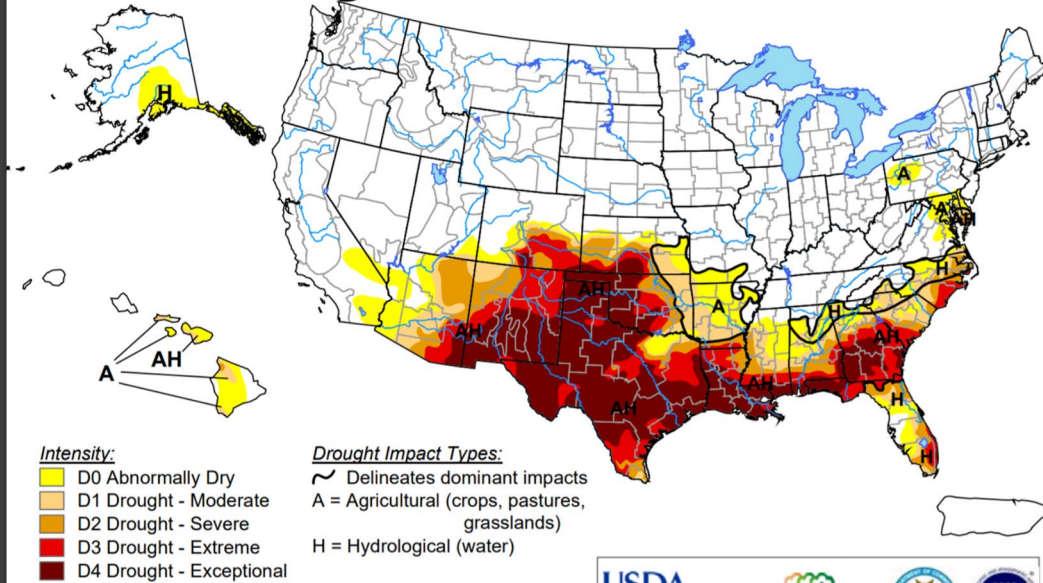 H
A
A
AH
H
A
H
AH
AH
AH
AH
AH
H
H
A
AH
Intensity:
D0 Abnormally Dry
D1 Drought - Moderate
D2 Drought - Severe
D3 Drought - Extreme
D4 Drought - Exceptional
Drought Impact Types:
Delineates dominant impacts
A = Agricultural (crops, pastures,
grasslands)
H = Hydrological (water)
USDA